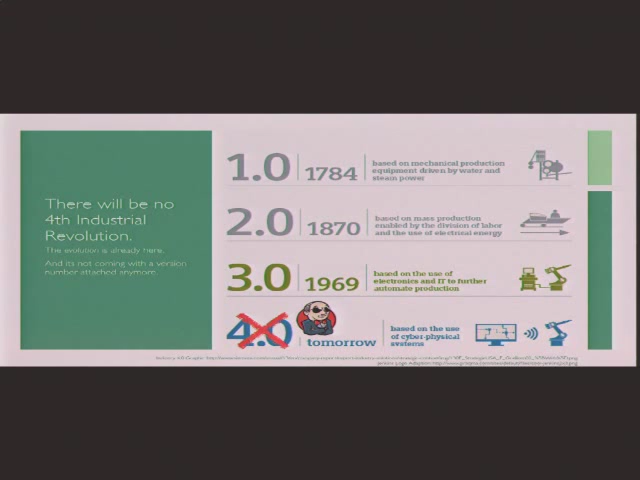 There will be no
4th Industrial
Revolution.
The evolution is already here.
And its not coming with a version
number attached anymore.
1.0
1784
based on mechanical production
equipment driven by water and
steam power
2.0
1870
based on mass production
enabled by the division of labor
and the use of electrical energy
3.0
1969
based on the use of
electronics and IT to further
automate production
4.0
tomorrow
based on the use
of cyber-physical
systems